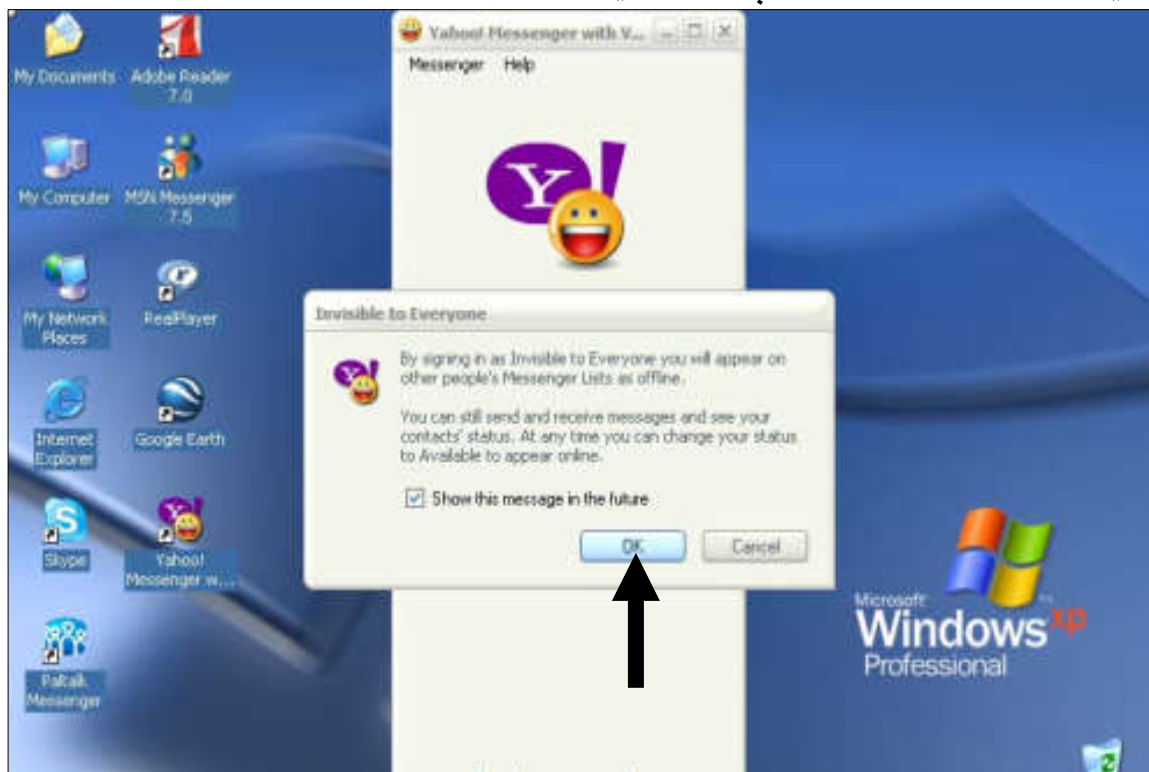 Yahoo! Messenger with V...
Messenger Help
My Documents
Adobe Reader
7.0
My Computer
MSN Messenger
7.5
My Network
Places
RealPlayer
Internet
Explorer
Google Earth
Skype
Yahoo!
Messenger w...
Paltalk
Messenger
Y!
Invisible to Everyone
By signing in as Invisible to Everyone you will appear on
other people's Messenger Lists as offline.
You can still send and receive messages and see your
contacts' status. At any time you can change your status
to Available to appear online.
Show this message in the future
OK Cancel
Microsoft
Windows xp
Professional